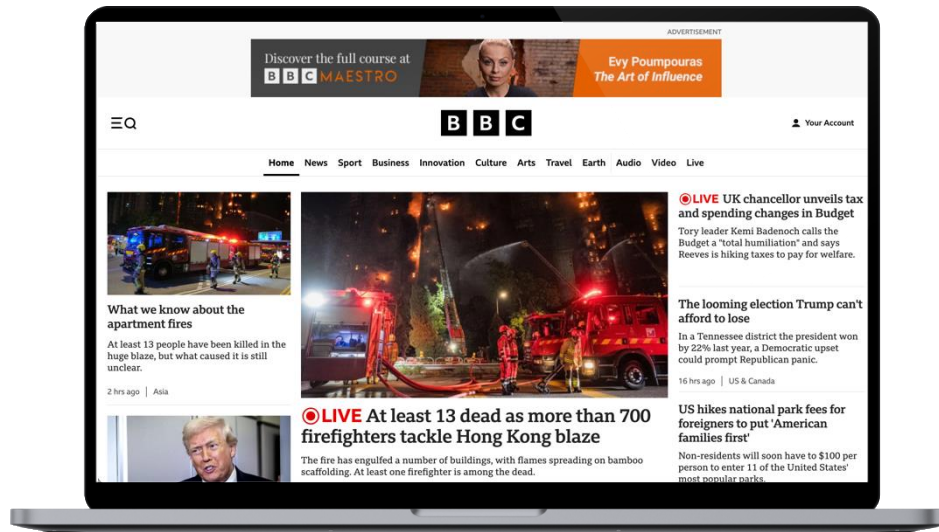 ADVERTISEMENT
Discover the full course at
BBC MAESTRO
Evy Poumpouras
The Art of Influence
BBC
Your Account
Home News Sport Business Innovation Culture Arts Travel Earth Audio Video Live
What we know about the
apartment fires
At least 13 people have been killed in the
huge blaze, but what caused it is still
unclear.
2 hrs ago | Asia
LIVE At least 13 dead as more than 700
firefighters tackle Hong Kong blaze
The fire has engulfed a number of buildings, with flames spreading on bamboo
scaffolding. At least one firefighter is among the dead.
LIVE UK chancellor unveils tax
and spending changes in Budget
Tory leader Kemi Badenoch calls the
Budget a "total humiliation" and says
Reeves is hiking taxes to pay for welfare.
The looming election Trump can't
afford to lose
In a Tennessee district the president won
by 22% last year, a Democratic upset
could prompt Republican panic.
16 hrs ago | US & Canada
US hikes national park fees for
foreigners to put 'American
families first'
Non-residents will soon have to $100 per
person to enter 11 of the United States'
most popular parks.